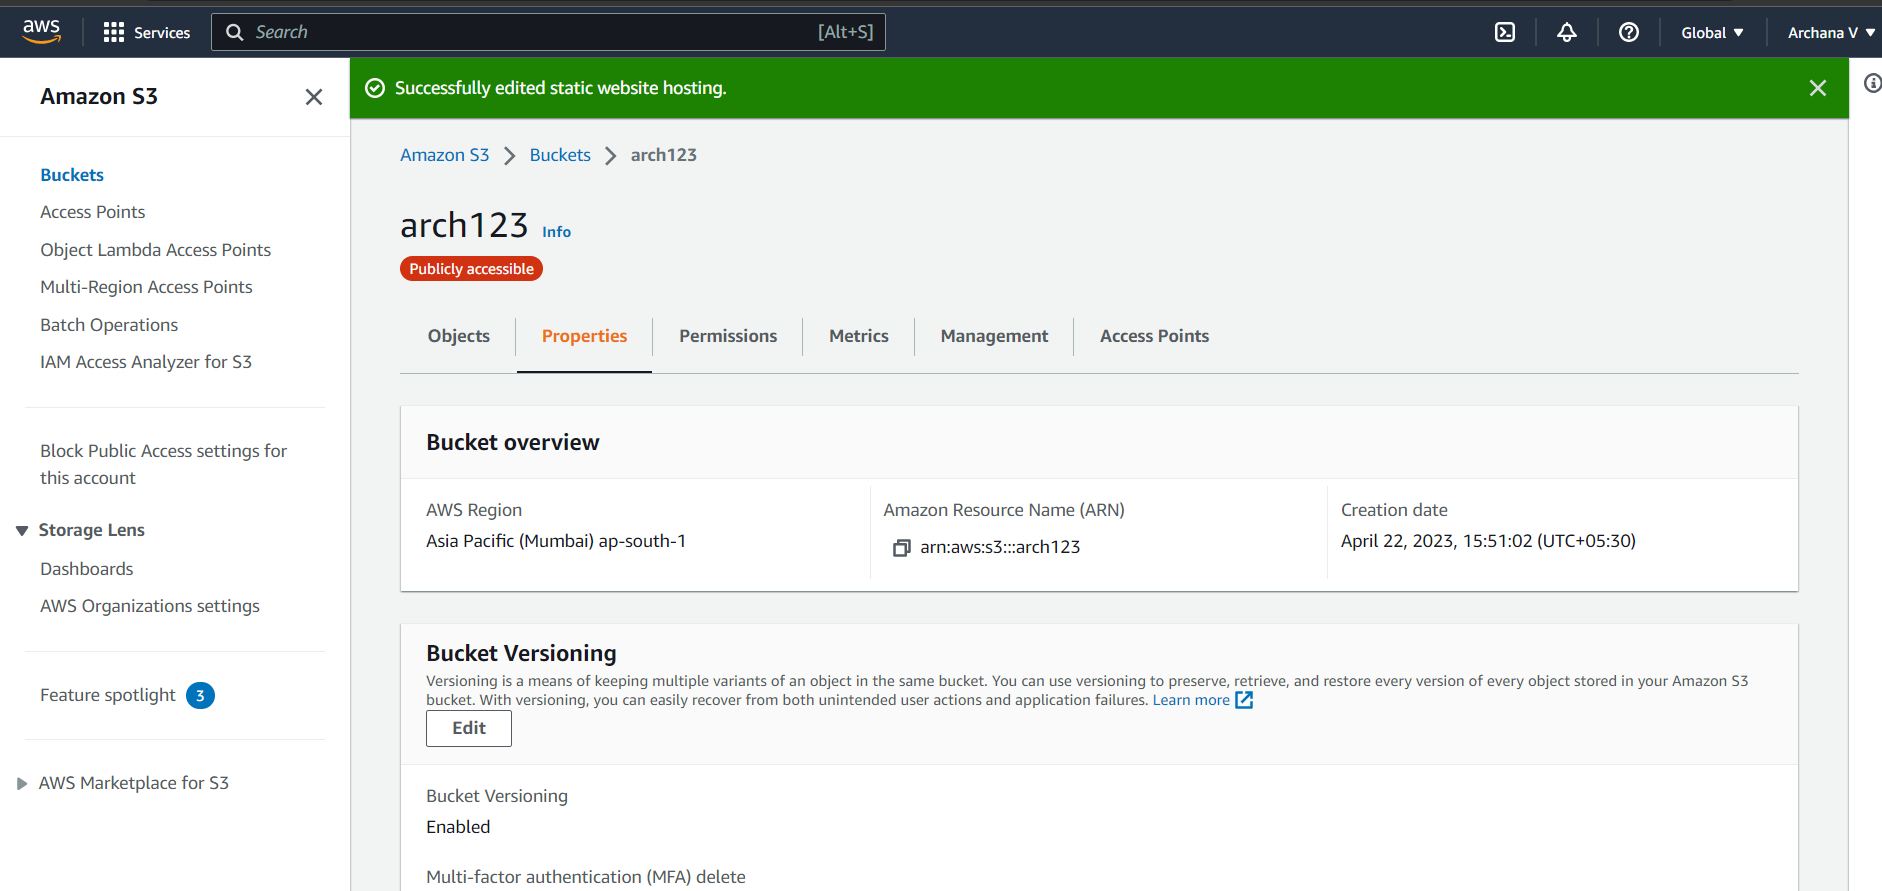 aws
Services
Search [Alt+S]
Global
Archana V
Amazon S3
Successfully edited static website hosting.
Buckets
Access Points
Object Lambda Access Points
Multi-Region Access Points
Batch Operations
IAM Access Analyzer for S3
Block Public Access settings for
this account
Storage Lens
Dashboards
AWS Organizations settings
Feature spotlight 3
AWS Marketplace for S3
Amazon S3 > Buckets > arch123
arch123 Info
Publicly accessible
Objects Properties Permissions Metrics Management Access Points
Bucket overview
AWS Region
Asia Pacific (Mumbai) ap-south-1
Amazon Resource Name (ARN)
arn:aws:s3:::arch123
Creation date
April 22, 2023, 15:51:02 (UTC+05:30)
Bucket Versioning
Versioning is a means of keeping multiple variants of an object in the same bucket. You can use versioning to preserve, retrieve, and restore every version of every object stored in your Amazon S3
bucket. With versioning, you can easily recover from both unintended user actions and application failures. Learn more
Edit
Bucket Versioning
Enabled
Multi-factor authentication (MFA) delete